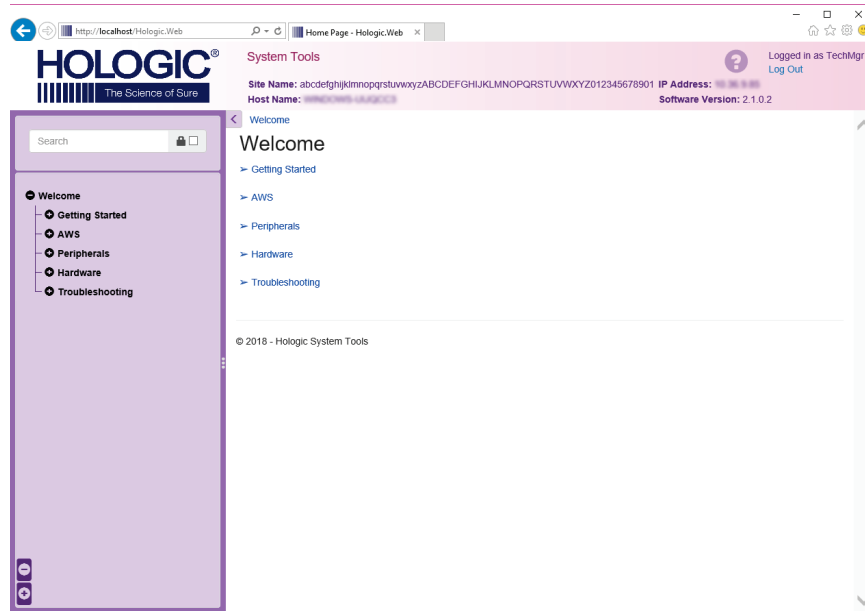 http://localhost/Hologic.Web
Home Page - Hologic.Web
HOLOGIC®
The Science of Sure
System Tools
Logged in as TechMgr
Log Out
Site Name: abcdefghijklmnopqrstuvwxyzABCDEFGHIJKLMNOPQRSTUVWXYZ012345678901 IP Address:
Host Name: Software Version: 2.1.0.2
Search
Welcome
Getting Started
AWS
Peripherals
Hardware
Troubleshooting
Welcome
Welcome
➢ Getting Started
➢ AWS
➢ Peripherals
➢ Hardware
➢ Troubleshooting
© 2018 - Hologic System Tools